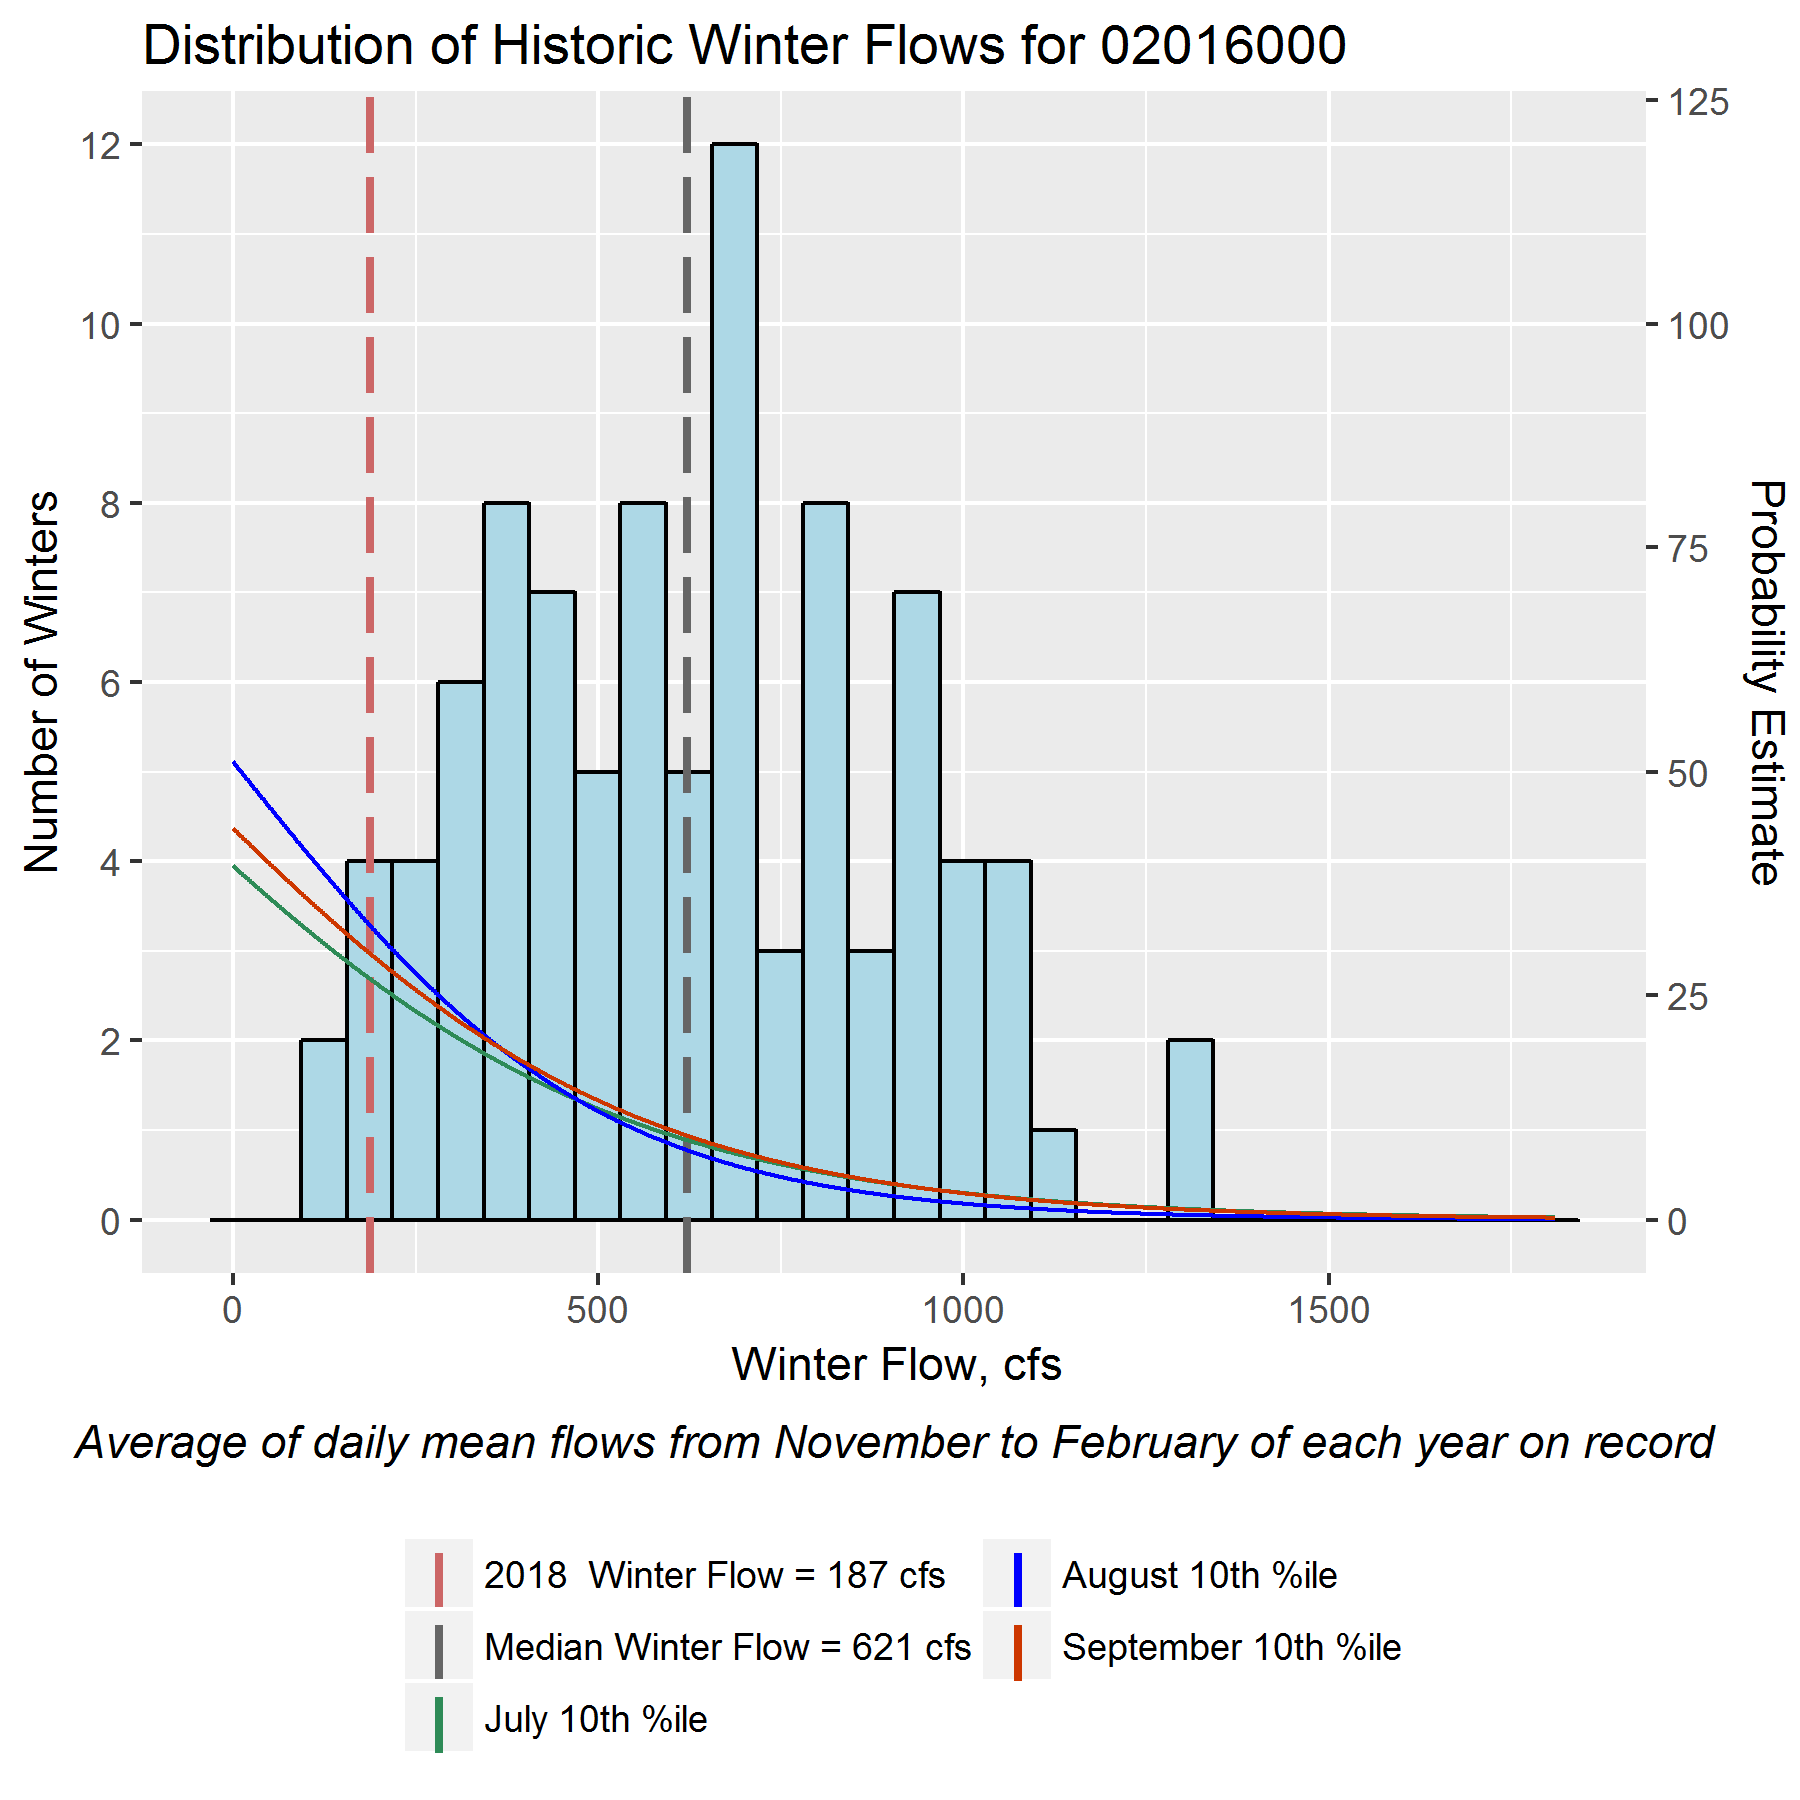 Distribution of Historic Winter Flows for 02016000
125
12
10
100
8
75
6
50
4
25
2
0
0
Number of Winters
Probability Estimate
0 500 1000 1500
Winter Flow, cfs
Average of daily mean flows from November to February of each year on record
2018 Winter Flow = 187 cfs
August 10th %ile
Median Winter Flow = 621 cfs
September 10th %ile
July 10th %ile